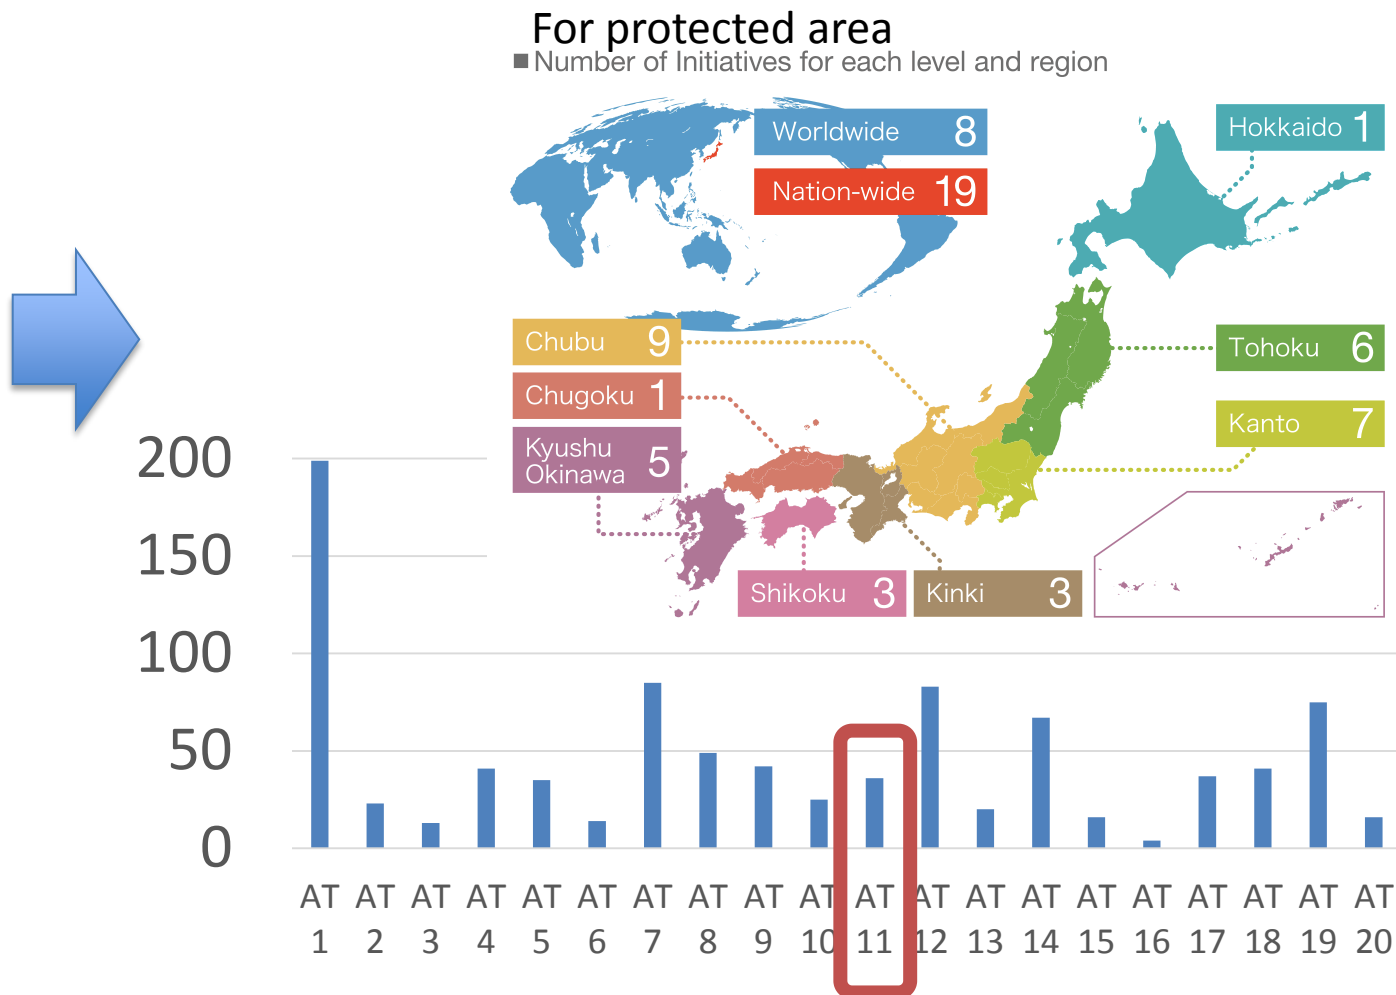 For protected area
■ Number of Initiatives for each level and region
Worldwide 8
Nation-wide 19
Hokkaido 1
Chubu 9
Chugoku 1
Kyushu
Okinawa 5
Tohoku 6
Kanto 7
Shikoku 3
Kinki 3
200
150
100
50
0
AT AT AT AT AT AT AT AT AT AT AT AT AT AT AT AT AT AT AT AT
1 2 3 4 5 6 7 8 9 10 11 12 13 14 15 16 17 18 19 20